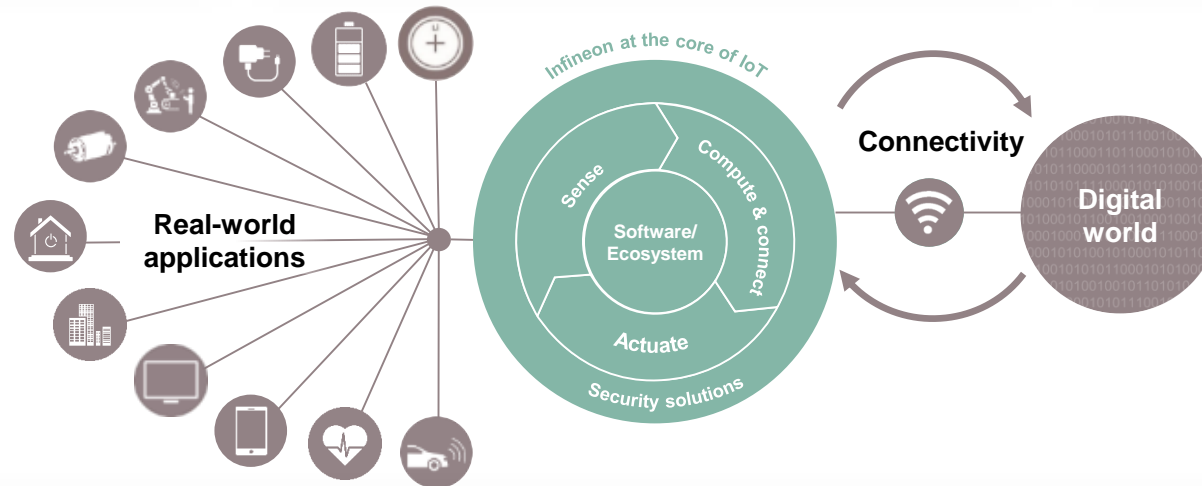 Infineon at the core of IoT
Real-world
applications
Sense
Compute & connect
Software/
Ecosystem
Actuate
Security solutions
Connectivity
Digital
world